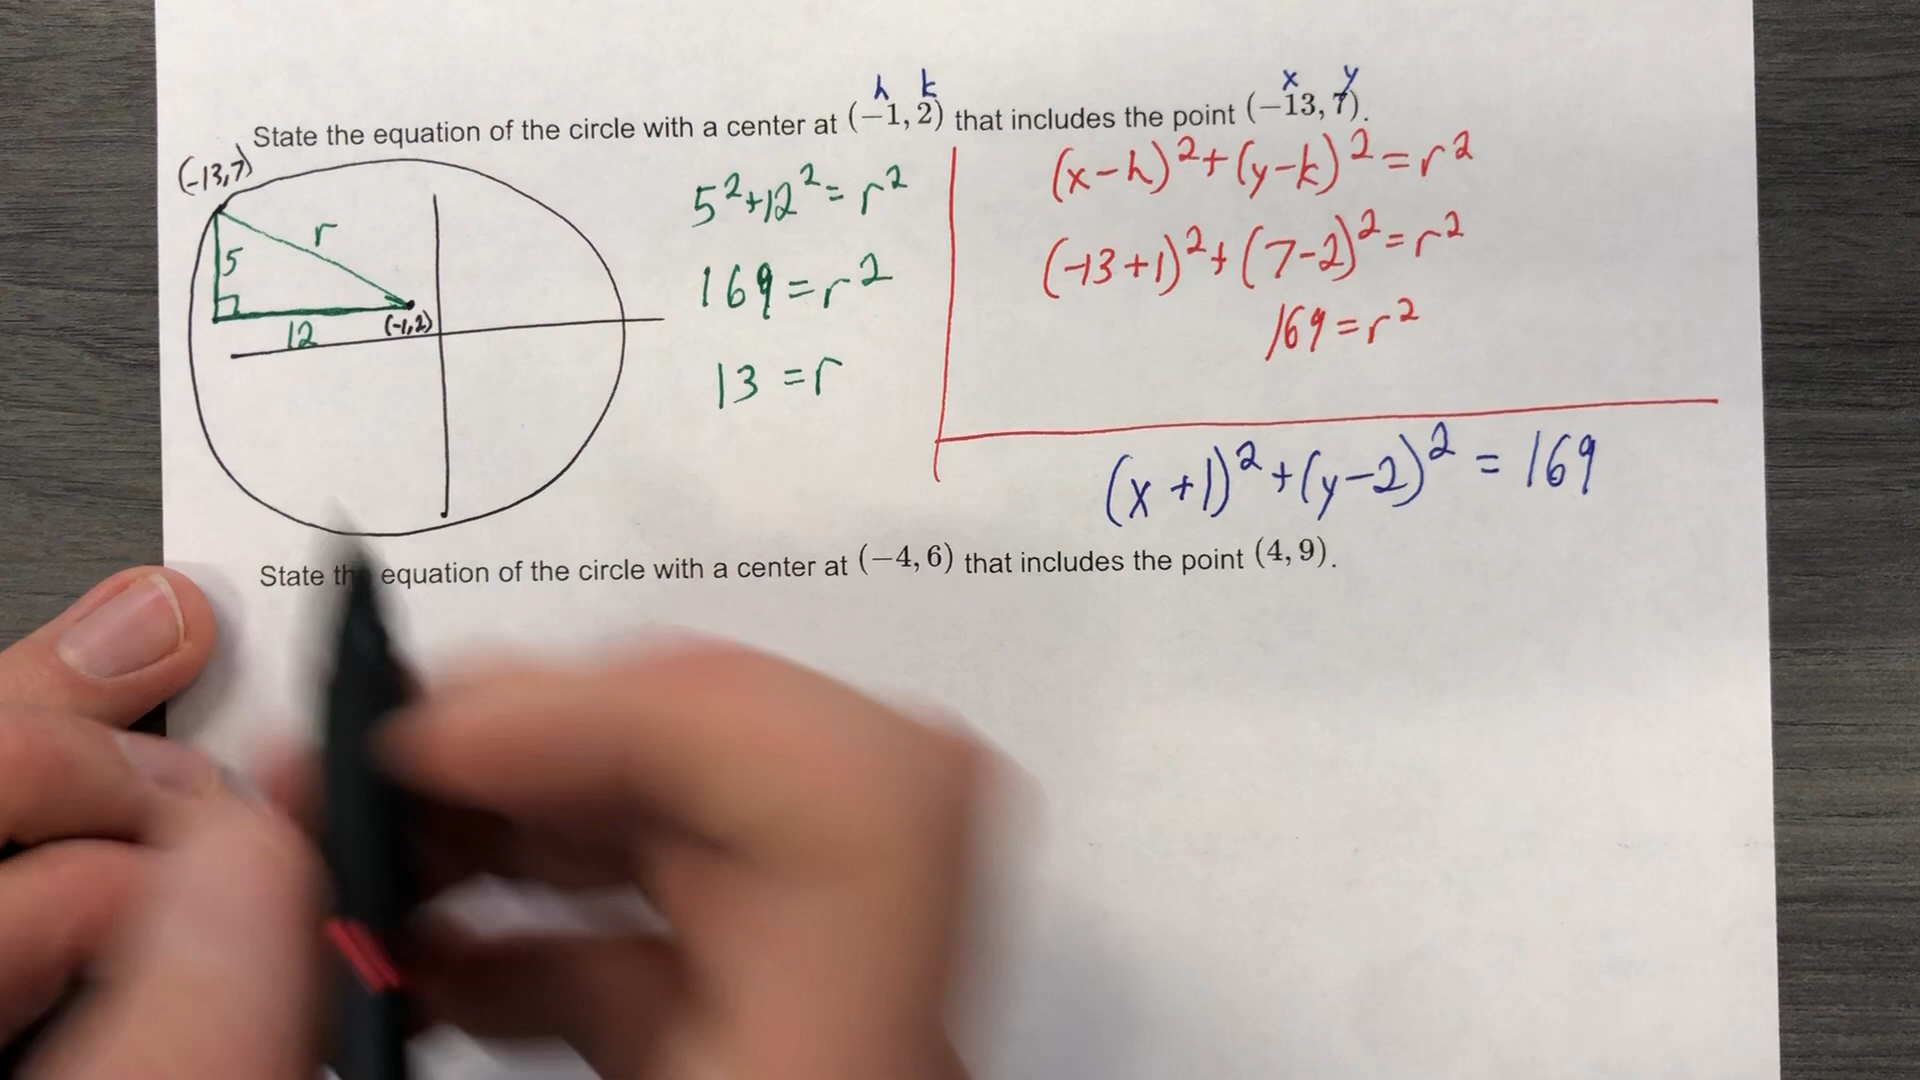 h k x y
State the equation of the circle with a center at (−1, 2) that includes the point (−13, 7).
(-13,7)
r
5
12
(-1,2)
5²+12²=r²
169=r²
13=r
(x-h)²+(y-k)²=r²
(-13+1)²+(7-2)²=r²
169=r²
(x+1)²+(y-2)²=169
State equation of the circle with a center at (−4, 6) that includes the point (4, 9).